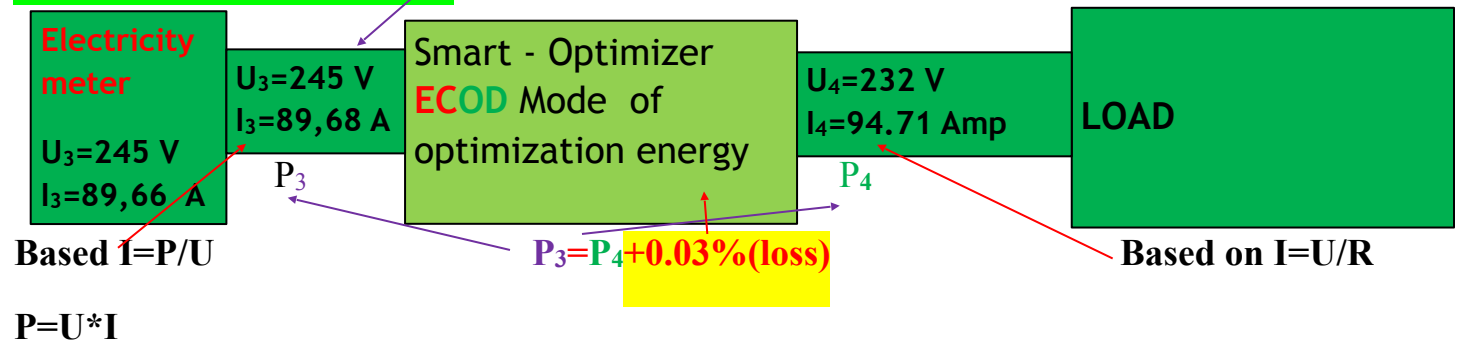 Electricity
meter
U₃=245 V
I₃=89,66 A
U₃=245 V
I₃=89,68 A
Smart - Optimizer
ECOD Mode of
optimization energy
U₄=232 V
I₄=94.71 Amp
LOAD
P₃
P₄
Based I=P/U
P₃=P₄+0.03%(loss)
Based on I=U/R
P=U*I